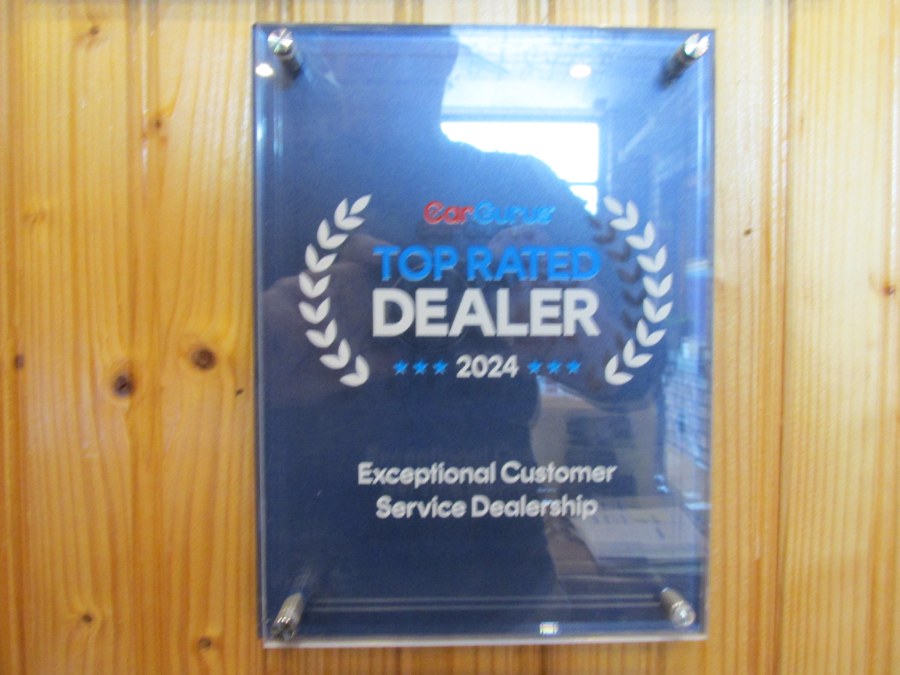 CarGurus
TOP RATED
DEALER
★★★ 2024 ★★★
Exceptional Customer
Service Dealership